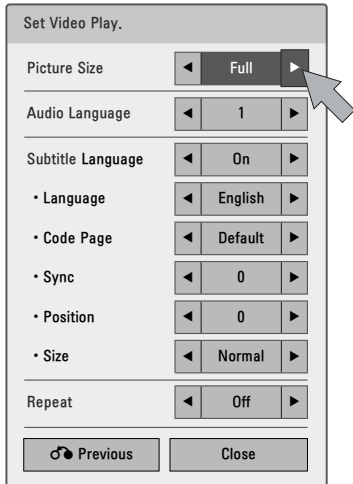 Set Video Play.
Picture Size ◀ Full ▶
Audio Language ◀ 1 ▶
Subtitle Language ◀ On ▶
• Language ◀ English ▶
• Code Page ◀ Default ▶
• Sync ◀ 0 ▶
• Position ◀ 0 ▶
• Size ◀ Normal ▶
Repeat ◀ Off ▶
Previous Close